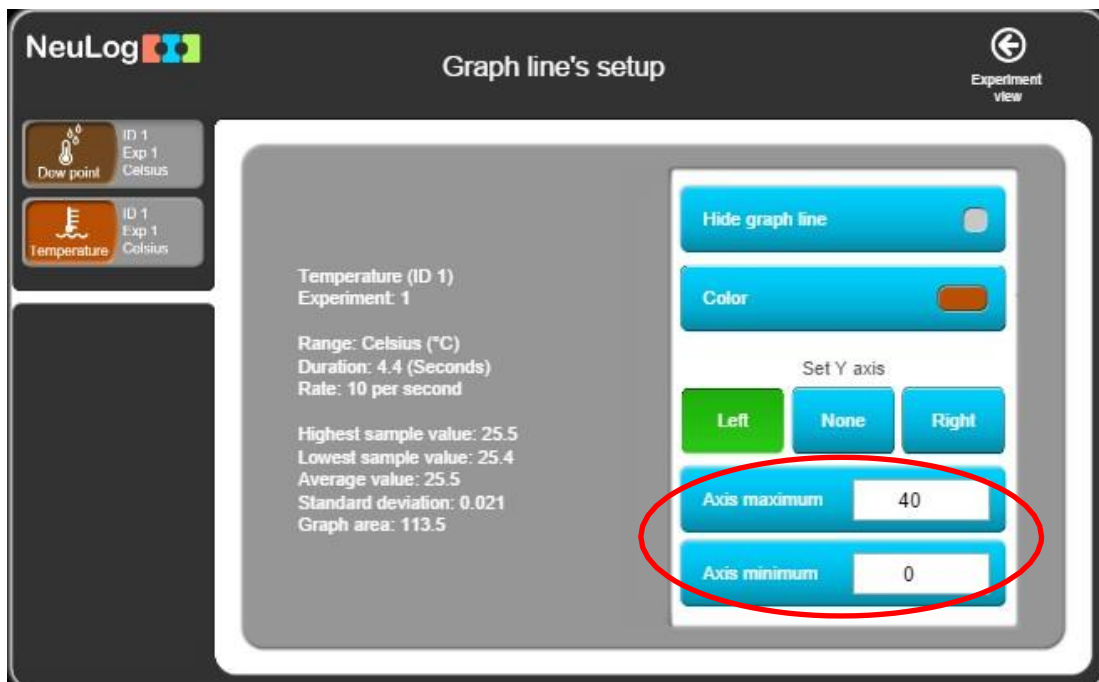 NeuLog
Graph line's setup
Experiment
view
Dew point
ID 1
Exp 1
Celsius
Temperature
ID 1
Exp 1
Celsius
Temperature (ID 1)
Experiment: 1
Range: Celsius (°C)
Duration: 4.4 (Seconds)
Rate: 10 per second
Highest sample value: 25.5
Lowest sample value: 25.4
Average value: 25.5
Standard deviation: 0.021
Graph area: 113.5
Hide graph line
Color
Set Y axis
Left None Right
Axis maximum 40
Axis minimum 0